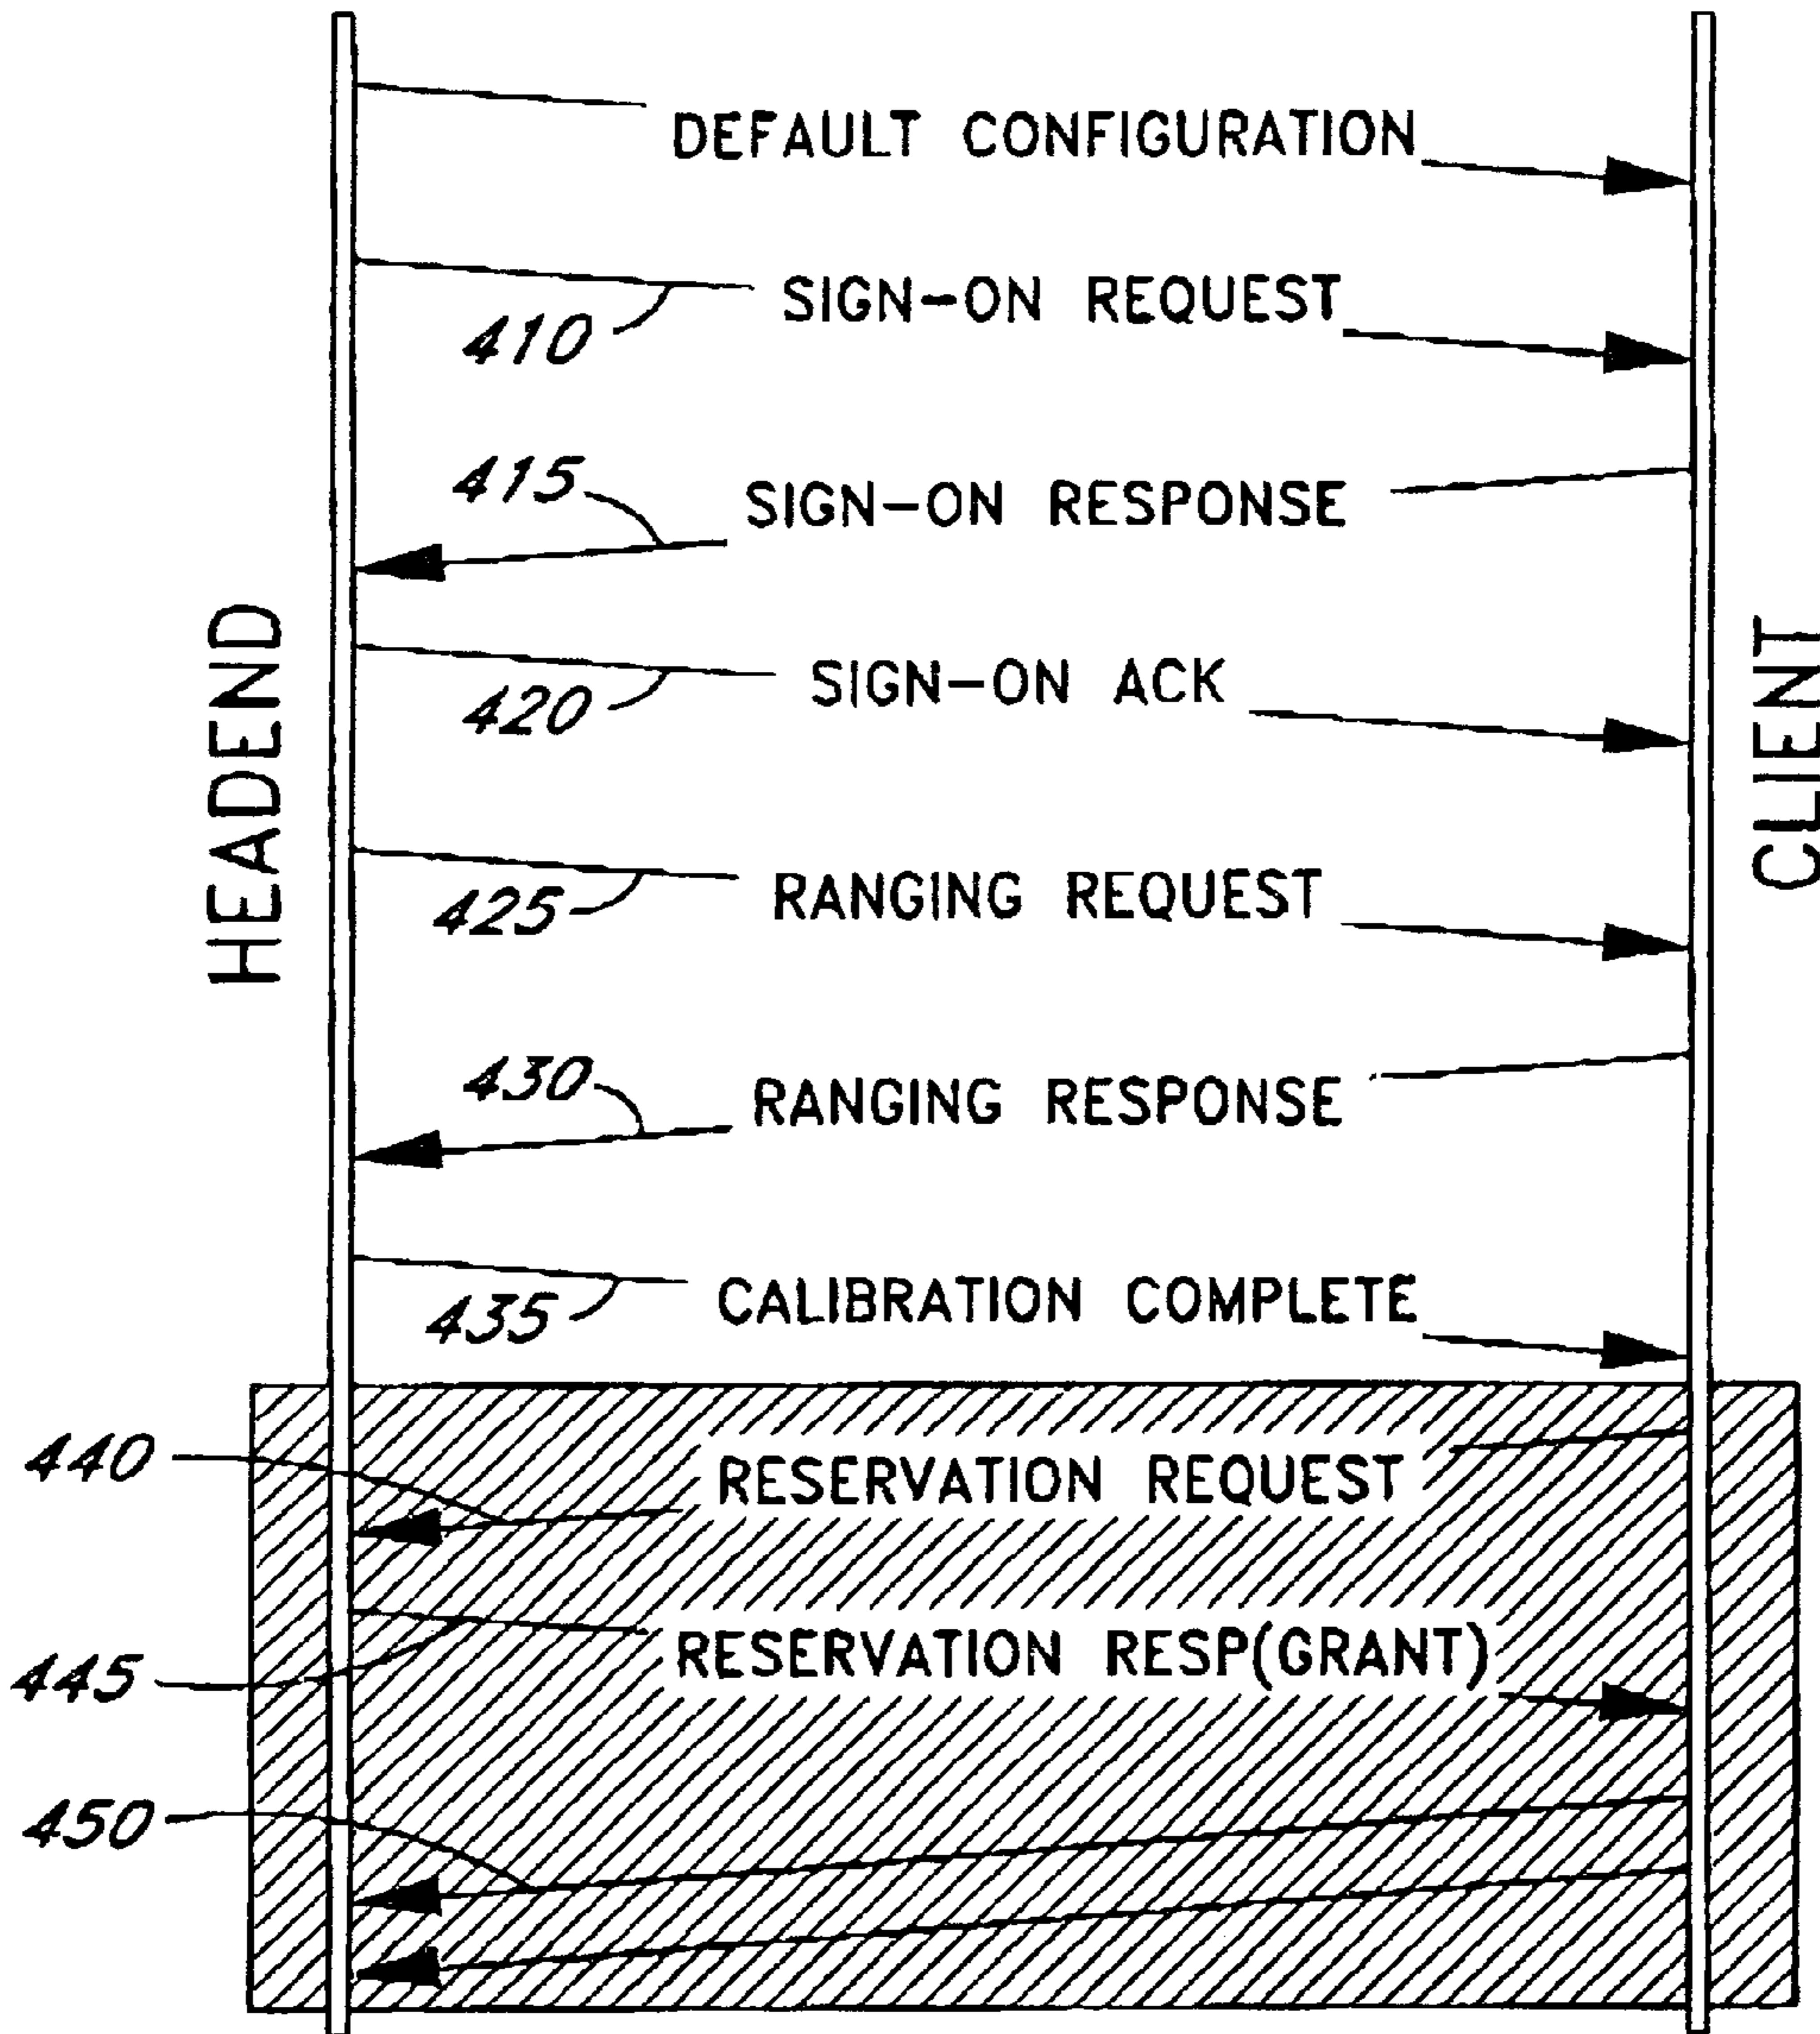 DEFAULT CONFIGURATION
SIGN-ON REQUEST
410
415
SIGN-ON RESPONSE
HEADEND
CLIENT
SIGN-ON ACK
420
RANGING REQUEST
425
430
RANGING RESPONSE
CALIBRATION COMPLETE
435
440
RESERVATION REQUEST
445
RESERVATION RESP(GRANT)
450